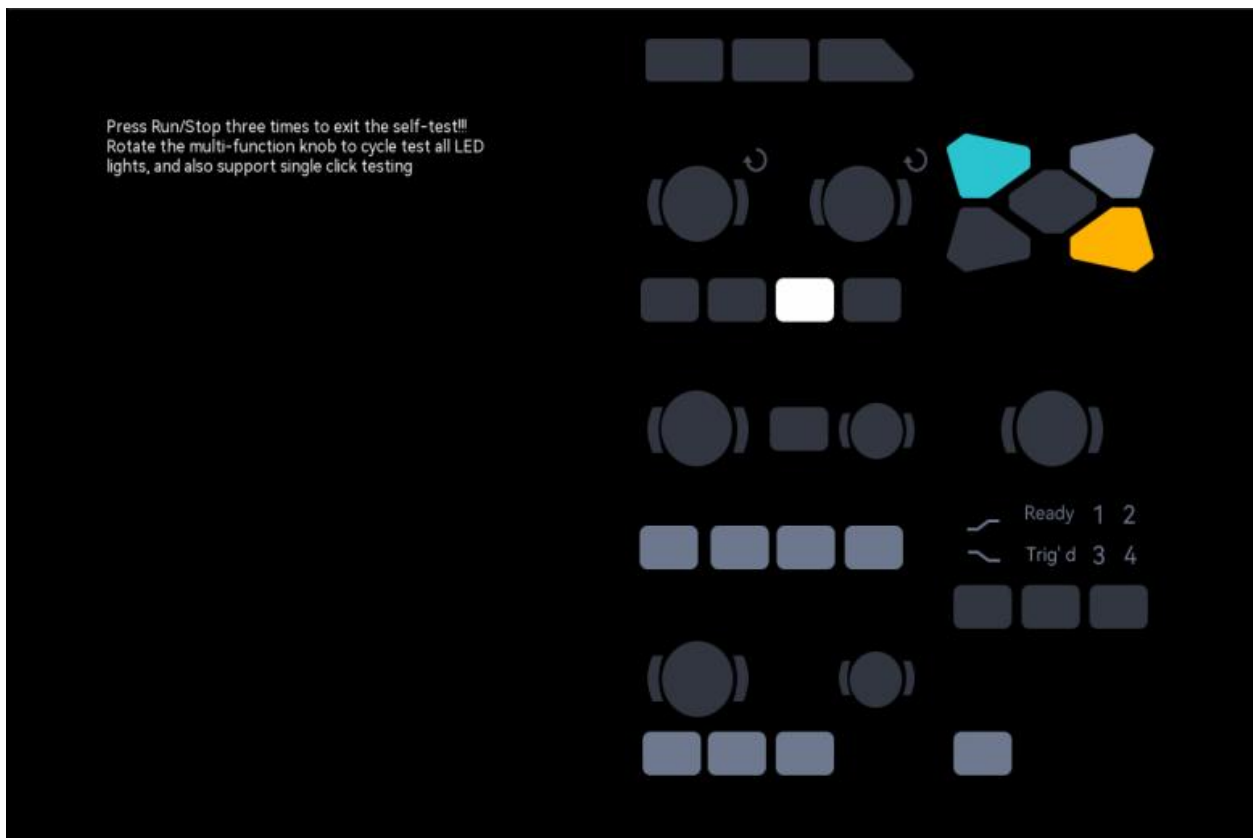 Press Run/Stop three times to exit the self-test!!!
Rotate the multi-function knob to cycle test all LED
lights, and also support single click testing
Ready 1 2
Trig' d 3 4